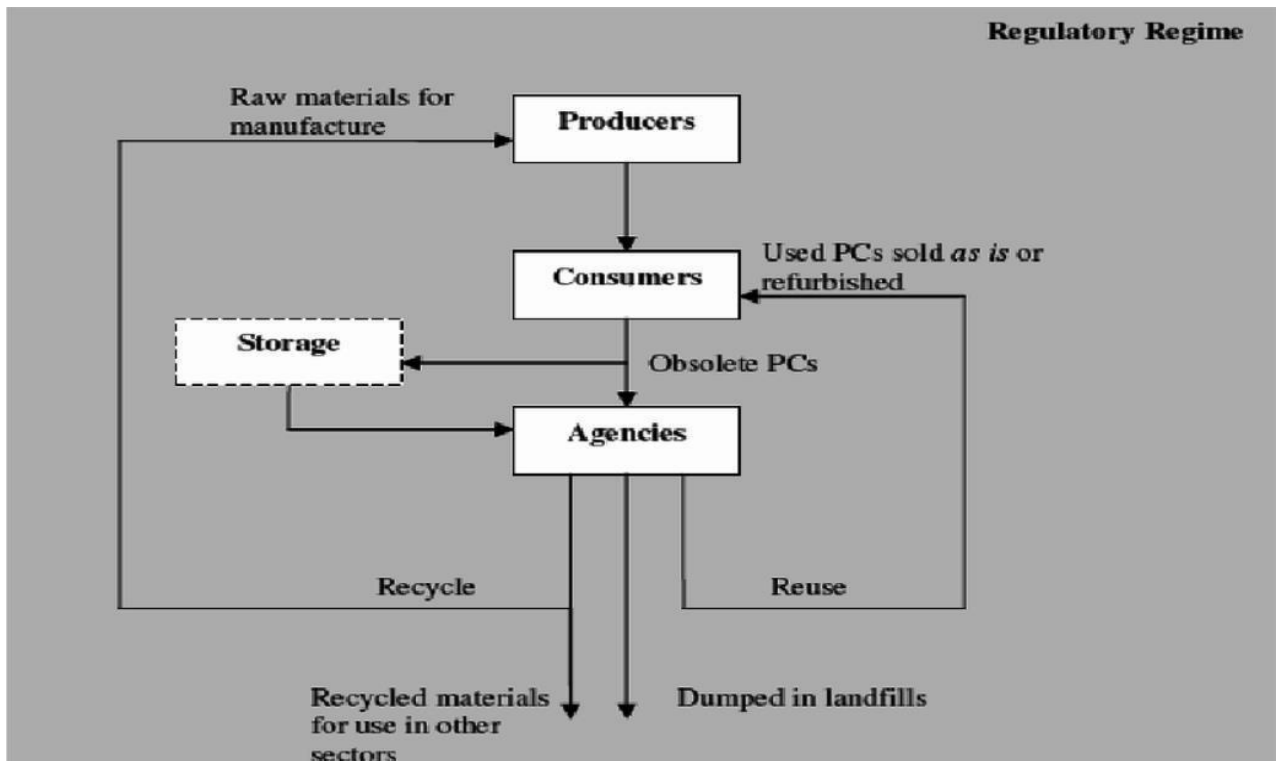 Regulatory Regime
Raw materials for
manufacture
Producers
Used PCs sold as is or
refurbished
Consumers
Storage
Obsolete PCs
Agencies
Recycle
Reuse
Recycled materials
for use in other
sectors
Dumped in landfills